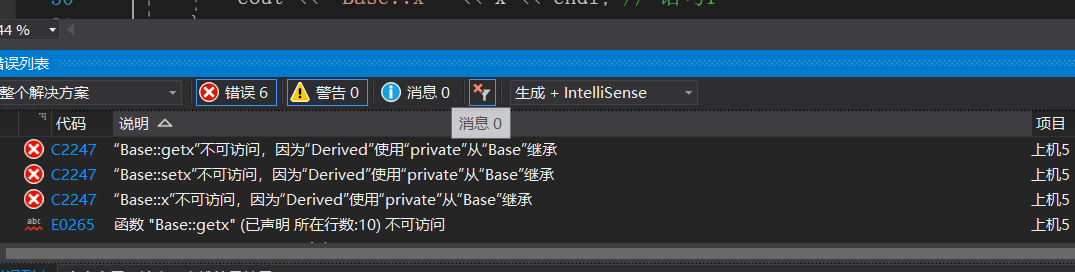 44 %
错误列表
整个解决方案 错误 6 警告 0 消息 0 生成 + IntelliSense
消息 0
代码 说明 项目
C2247 “Base::getx”不可访问，因为“Derived”使用“private”从“Base”继承 上机5
C2247 “Base::setx”不可访问，因为“Derived”使用“private”从“Base”继承 上机5
C2247 “Base::x”不可访问，因为“Derived”使用“private”从“Base”继承 上机5
abc E0265 函数 "Base::getx" (已声明 所在行数:10) 不可访问 上机5